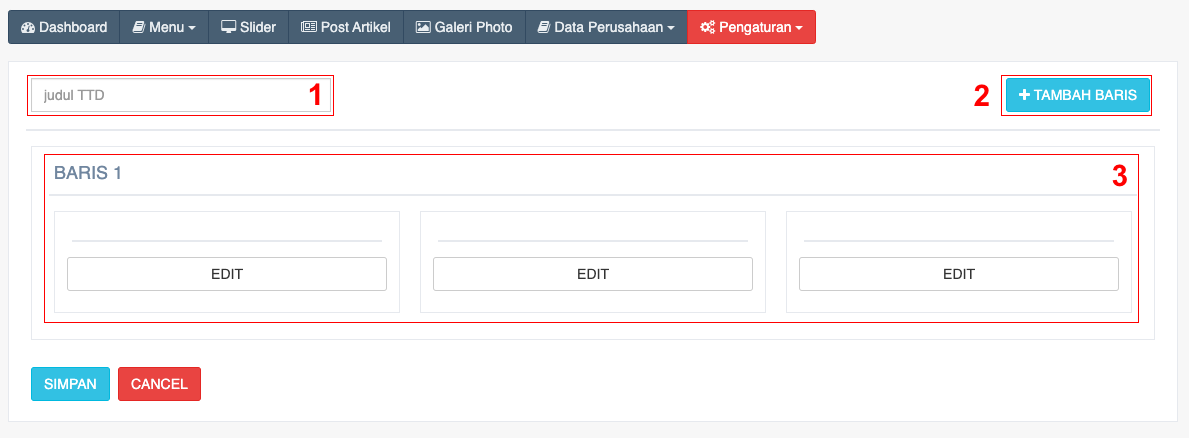 Dashboard Menu Slider Post Artikel Galeri Photo Data Perusahaan Pengaturan
judul TTD 1 2 + TAMBAH BARIS
BARIS 1 3
EDIT EDIT EDIT
SIMPAN CANCEL